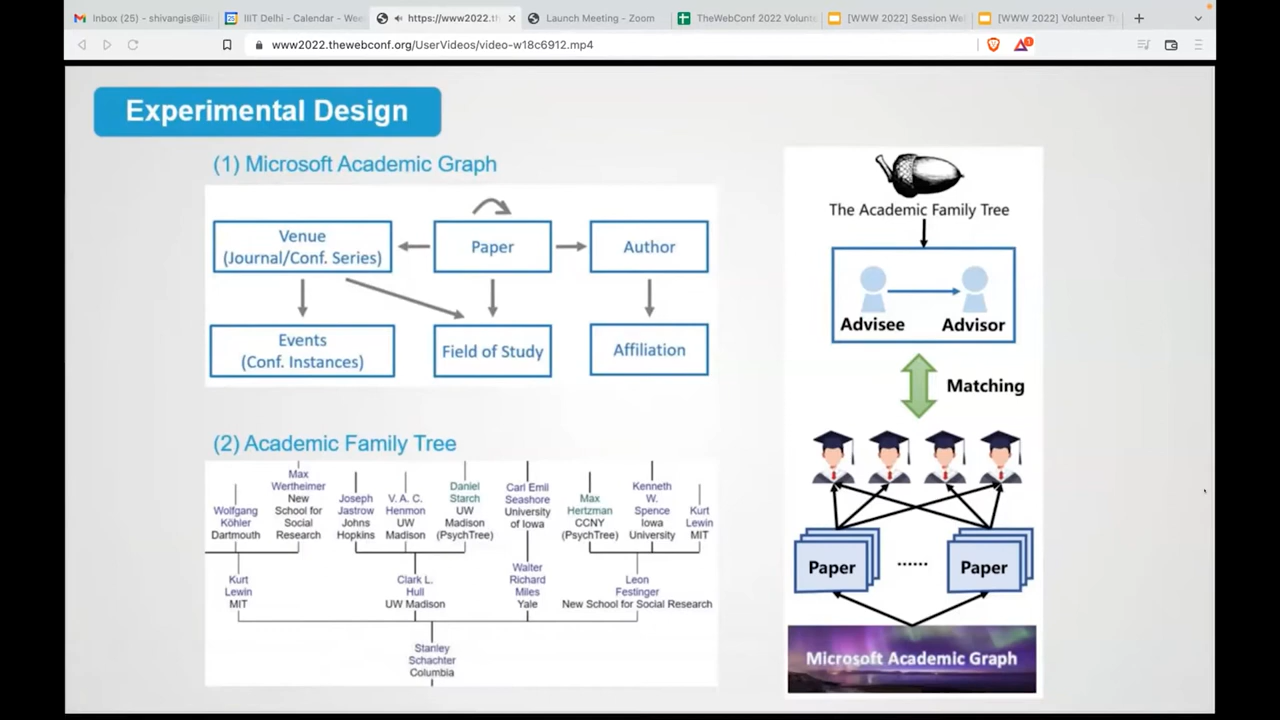 Inbox (25) - shivangis@iiit
IIIT Delhi - Calendar - Wee
https://www2022.th
Launch Meeting - Zoom
TheWebConf 2022 Volunt
[WWW 2022] Session We
[WWW 2022] Volunteer T
www2022.thewebconf.org/UserVideos/video-w18c6912.mp4
Experimental Design
(1) Microsoft Academic Graph
Venue
(Journal/Conf. Series)
Paper
Author
Events
(Conf. Instances)
Field of Study
Affiliation
(2) Academic Family Tree
Wolfgang
Köhler
Dartmouth
Max
Wertheimer
New
School for
Social
Research
Joseph
Jastrow
Johns
Hopkins
V. A. C.
Henmon
UW
Madison
Daniel
Starch
UW
Madison
(PsychTree)
Carl Emil
Seashore
University
of Iowa
Max
Hertzman
CCNY
(PsychTree)
Kenneth
W.
Spence
Iowa
University
Kurt
Lewin
MIT
Kurt
Lewin
MIT
Clark L.
Hull
UW Madison
Walter
Richard
Miles
Yale
Leon
Festinger
New School for Social Research
Stanley
Schachter
Columbia
The Academic Family Tree
Advisee
Advisor
Matching
Paper
......
Paper
Microsoft Academic Graph